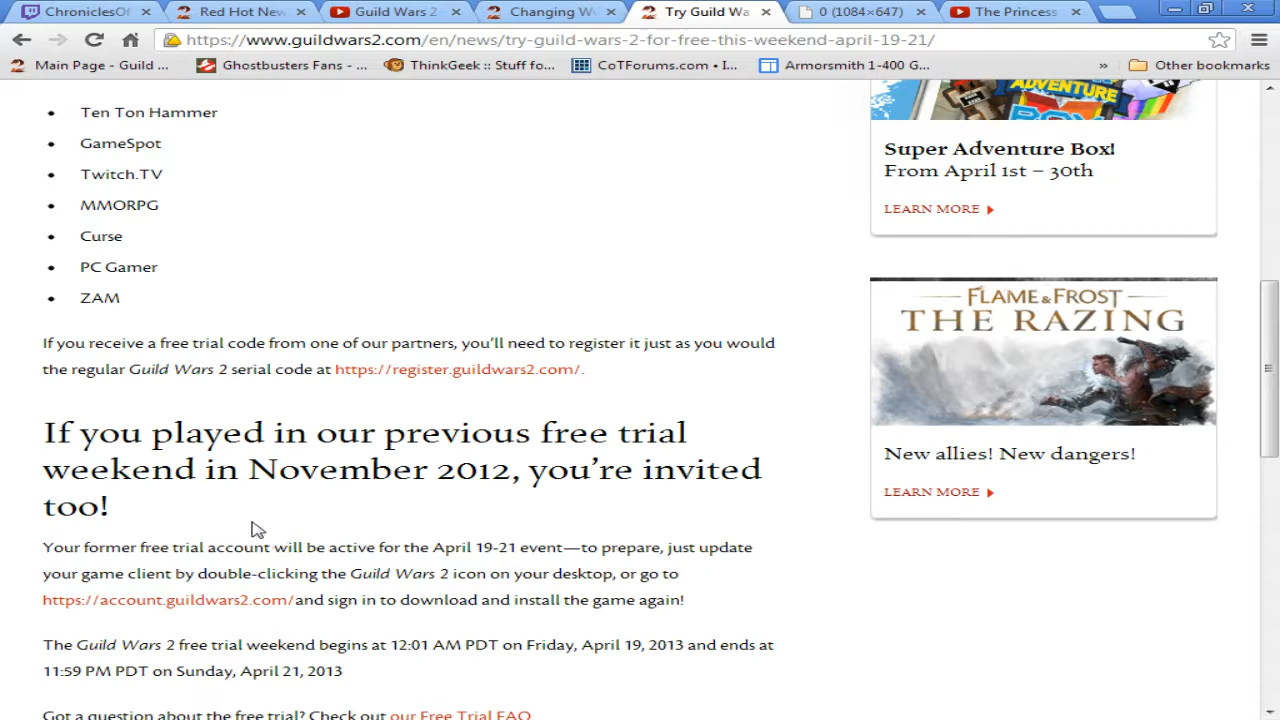 ChroniclesOf
Red Hot New
Guild Wars 2
Changing W
Try Guild Wa
0 (1084×647)
The Princess
https://www.guildwars2.com/en/news/try-guild-wars-2-for-free-this-weekend-april-19-21/
Main Page - Guild ...
Ghostbusters Fans - ...
ThinkGeek :: Stuff fo...
CoTForums.com • I...
Armorsmith 1-400 G...
»
Other bookmarks
• Ten Ton Hammer
• GameSpot
• Twitch.TV
• MMORPG
• Curse
• PC Gamer
• ZAM
If you receive a free trial code from one of our partners, you’ll need to register it just as you would
the regular Guild Wars 2 serial code at https://register.guildwars2.com/.
If you played in our previous free trial
weekend in November 2012, you’re invited
too!
Your former free trial account will be active for the April 19-21 event—to prepare, just update
your game client by double-clicking the Guild Wars 2 icon on your desktop, or go to
https://account.guildwars2.com/and sign in to download and install the game again!
The Guild Wars 2 free trial weekend begins at 12:01 AM PDT on Friday, April 19, 2013 and ends at
11:59 PM PDT on Sunday, April 21, 2013
Got a question about the free trial? Check out our Free Trial FAQ
ADVENTURE
BOX
Super Adventure Box!
From April 1st – 30th
LEARN MORE
FLAME & FROST
THE RAZING
New allies! New dangers!
LEARN MORE